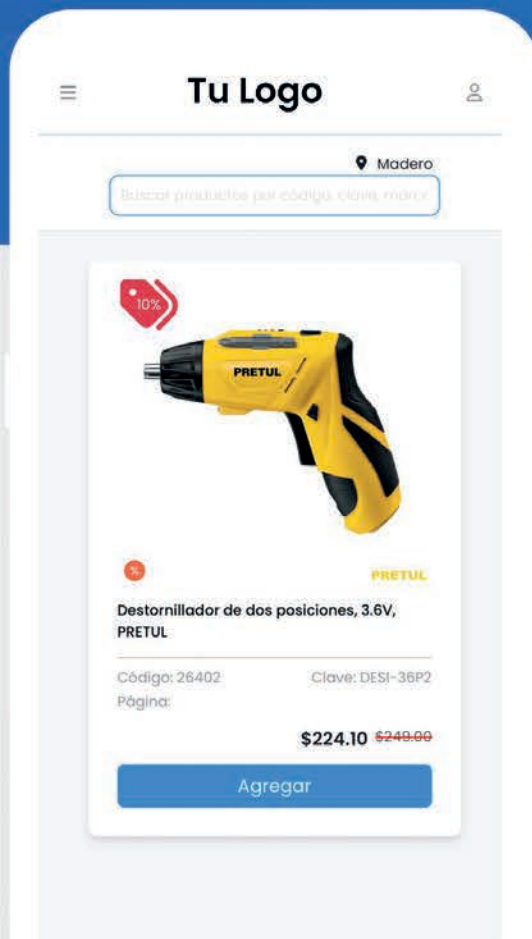 Tu Logo
Madero
Buscar productos por código, clave, marca
10%
PRETUL
%
PRETUL
Destornillador de dos posiciones, 3.6V,
PRETUL
Código: 26402 Clave: DESI-36P2
Página:
$224.10 $249.00
Agregar